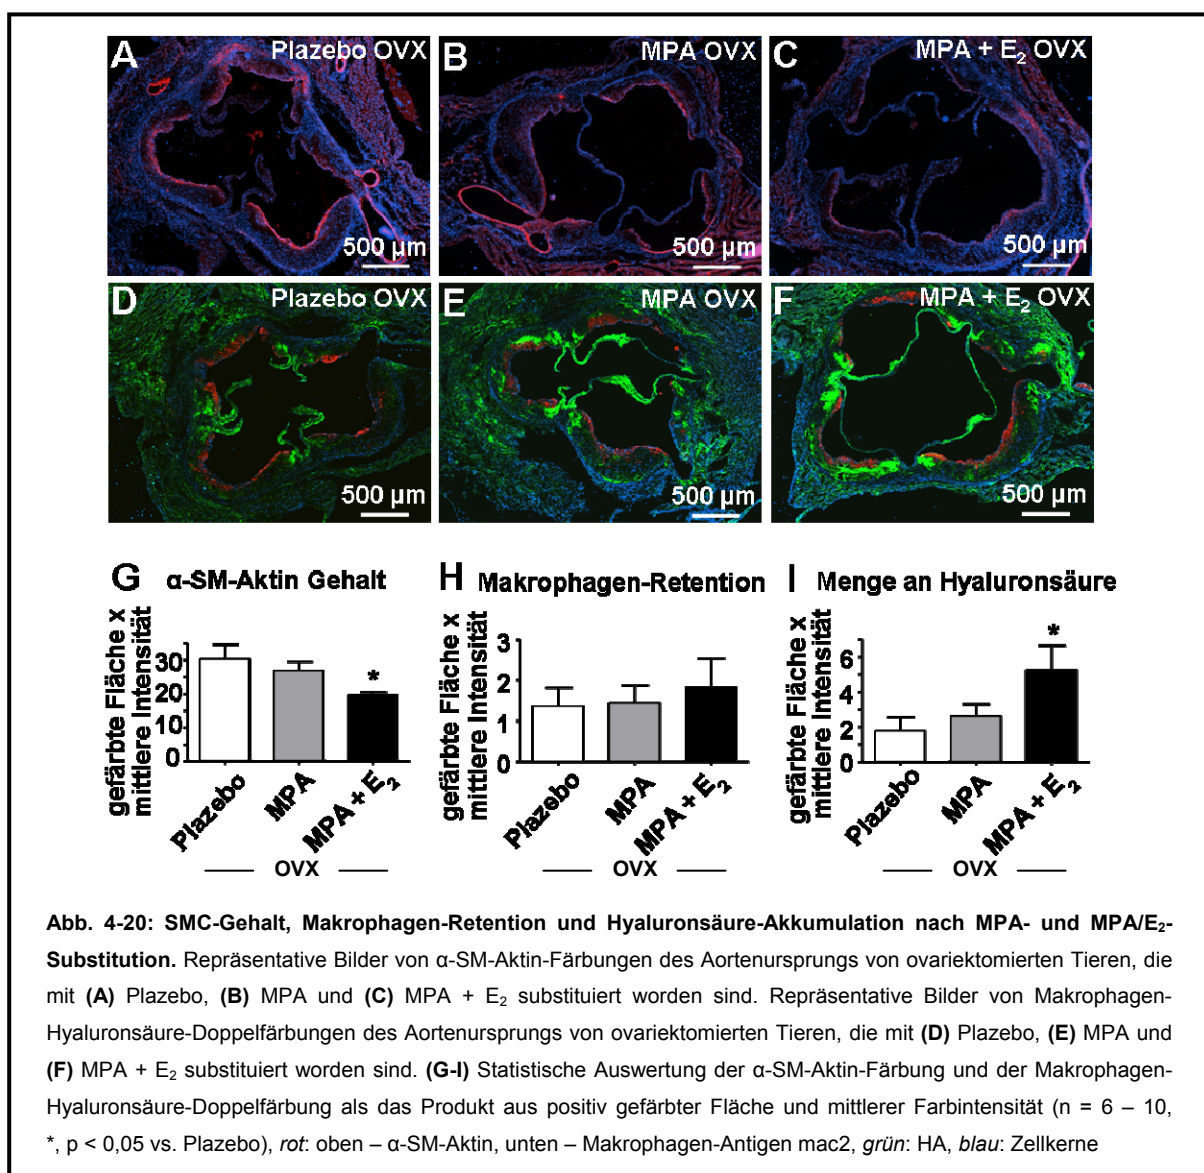 A Plazebo OVX
B MPA OVX
C MPA + E₂ OVX
500 µm
500 µm
500 µm
D Plazebo OVX
E MPA OVX
F MPA + E₂ OVX
500 µm
500 µm
500 µm
G α-SM-Aktin Gehalt
gefärbte Fläche x
mittlere Intensität
30
20
10
0
*
Plazebo
MPA
MPA + E₂
OVX
H Makrophagen-Retention
gefärbte Fläche x
mittlere Intensität
3
2
1
0
Plazebo
MPA
MPA + E₂
OVX
I Menge an Hyaluronsäure
gefärbte Fläche x
mittlere Intensität
6
4
2
0
*
Plazebo
MPA
MPA + E₂
OVX
Abb. 4-20: SMC-Gehalt, Makrophagen-Retention und Hyaluronsäure-Akkumulation nach MPA- und MPA/E₂-
Substitution. Repräsentative Bilder von α-SM-Aktin-Färbungen des Aortenursprungs von ovariektomierten Tieren, die
mit (A) Plazebo, (B) MPA und (C) MPA + E₂ substituiert worden sind. Repräsentative Bilder von Makrophagen-
Hyaluronsäure-Doppelfärbungen des Aortenursprungs von ovariektomierten Tieren, die mit (D) Plazebo, (E) MPA und
(F) MPA + E₂ substituiert worden sind. (G-I) Statistische Auswertung der α-SM-Aktin-Färbung und der Makrophagen-
Hyaluronsäure-Doppelfärbung als das Produkt aus positiv gefärbter Fläche und mittlerer Farbintensität (n = 6 – 10,
*, p < 0,05 vs. Plazebo), rot: oben – α-SM-Aktin, unten – Makrophagen-Antigen mac2, grün: HA, blau: Zellkerne